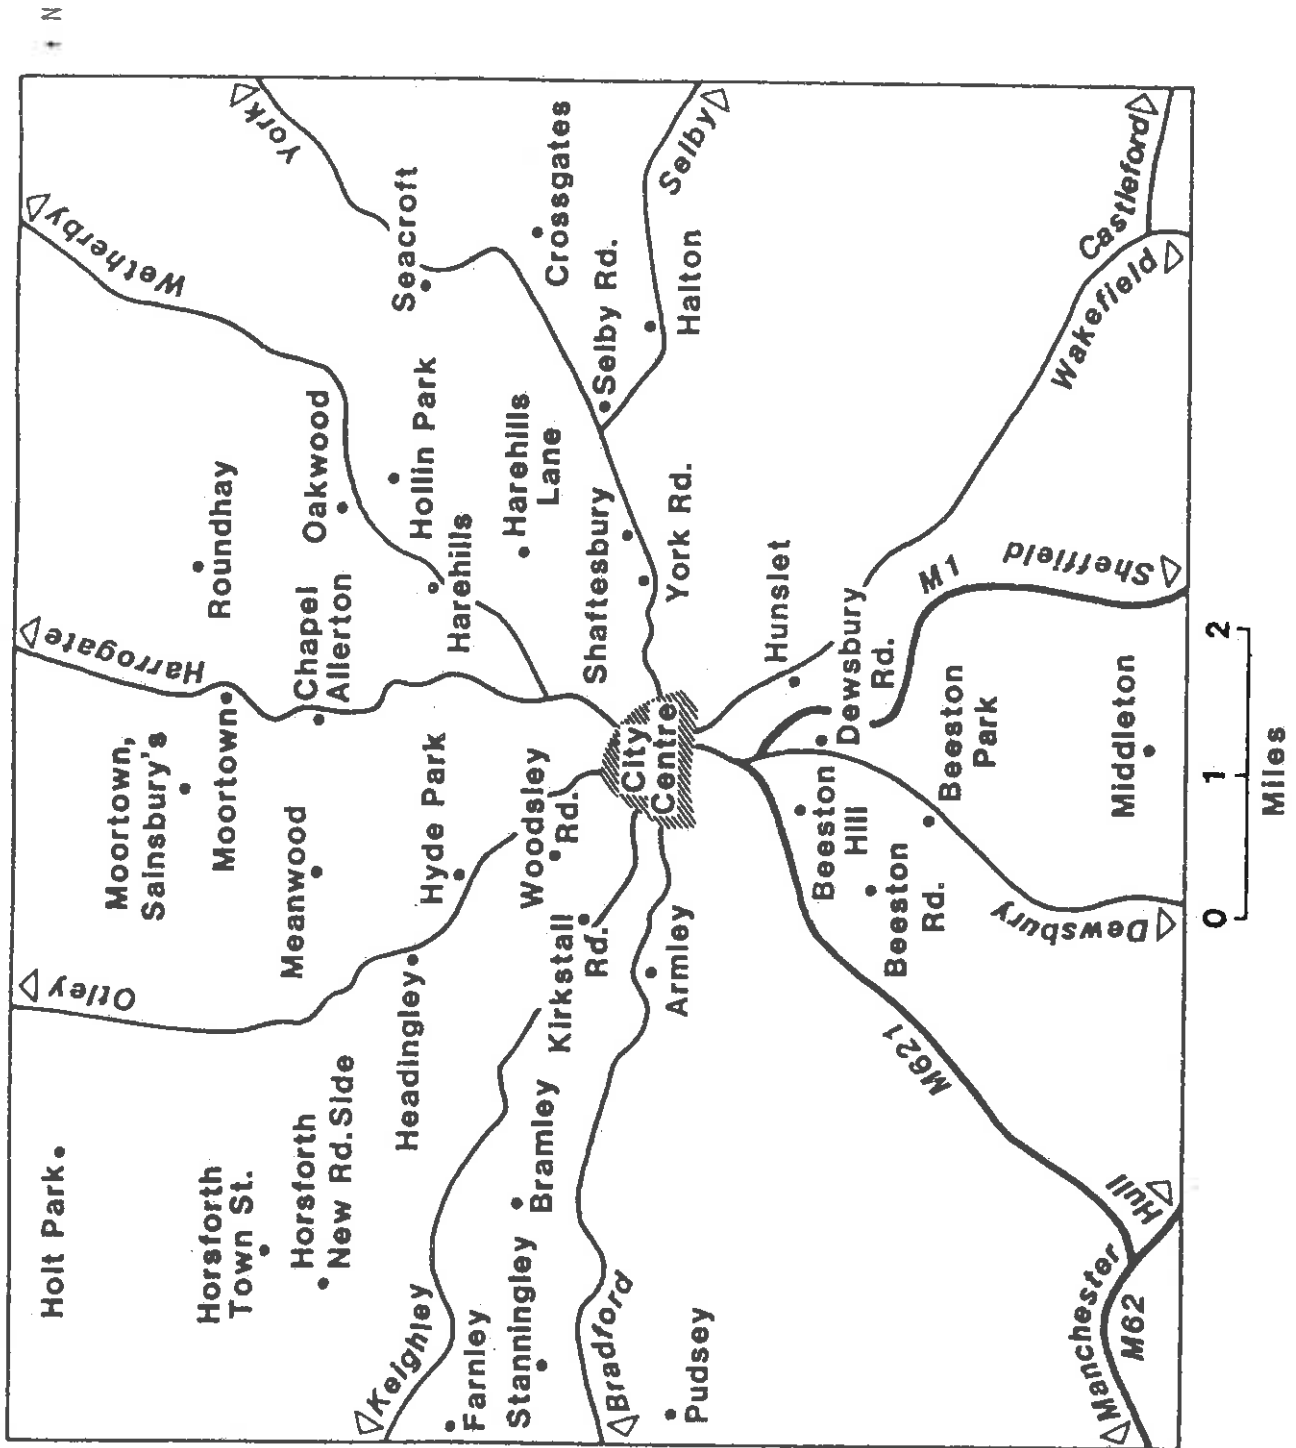 N
Otley
Harrogate
Wetherby
Holt Park
Moortown,
Sainsbury's
Roundhay
York
Horsforth
Town St.
Moortown
Horsforth
New Rd. Side
Meanwood
Chapel
Allerton
Oakwood
Keighley
Headingley
Hyde Park
Harehills
Hollin Park
Seacroft
Farnley
Stanningley
Bramley
Kirkstall
Rd.
Woodsley
Rd.
Harehills
Lane
Crossgates
Shaftesbury
Selby Rd.
Bradford
Pudsey
Armley
City
Centre
York Rd.
Halton
Selby
Hunslet
Beeston
Hill
Dewsbury
Rd.
M621
Beeston
Rd.
Beeston
Park
M1
Wakefield
Castleford
Manchester
M62
Hull
Dewsbury
Middleton
Sheffield
0 1 2
Miles